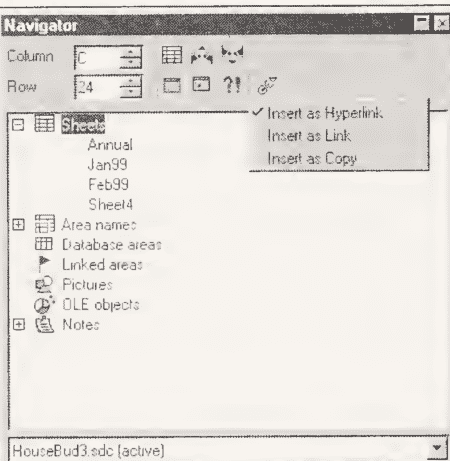 Navigator
Column C
Row 24
Insert as Hyperlink
Insert as Link
Insert as Copy
Sheets
Annual
Jan99
Feb99
Sheet4
Area names
Database areas
Linked areas
Pictures
OLE objects
Notes
HouseBud3.sdc (active)